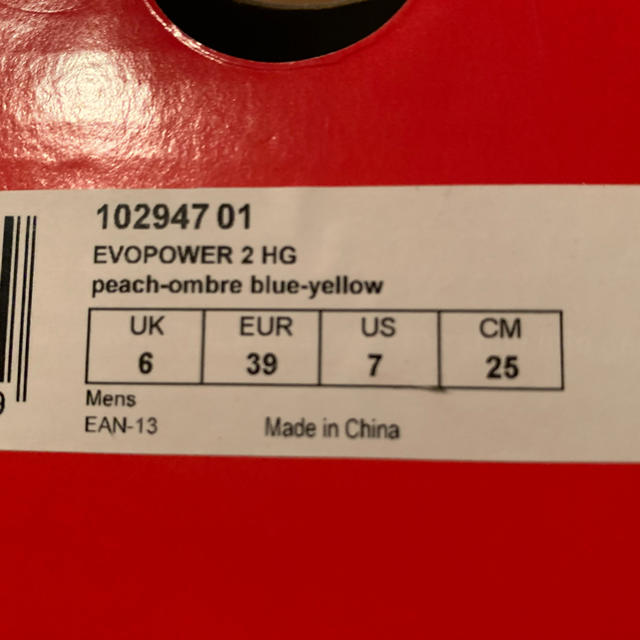 102947 01
EVOPOWER 2 HG
peach-ombre blue-yellow
UK EUR US CM
6 39 7 25
Mens
9
EAN-13 Made in China